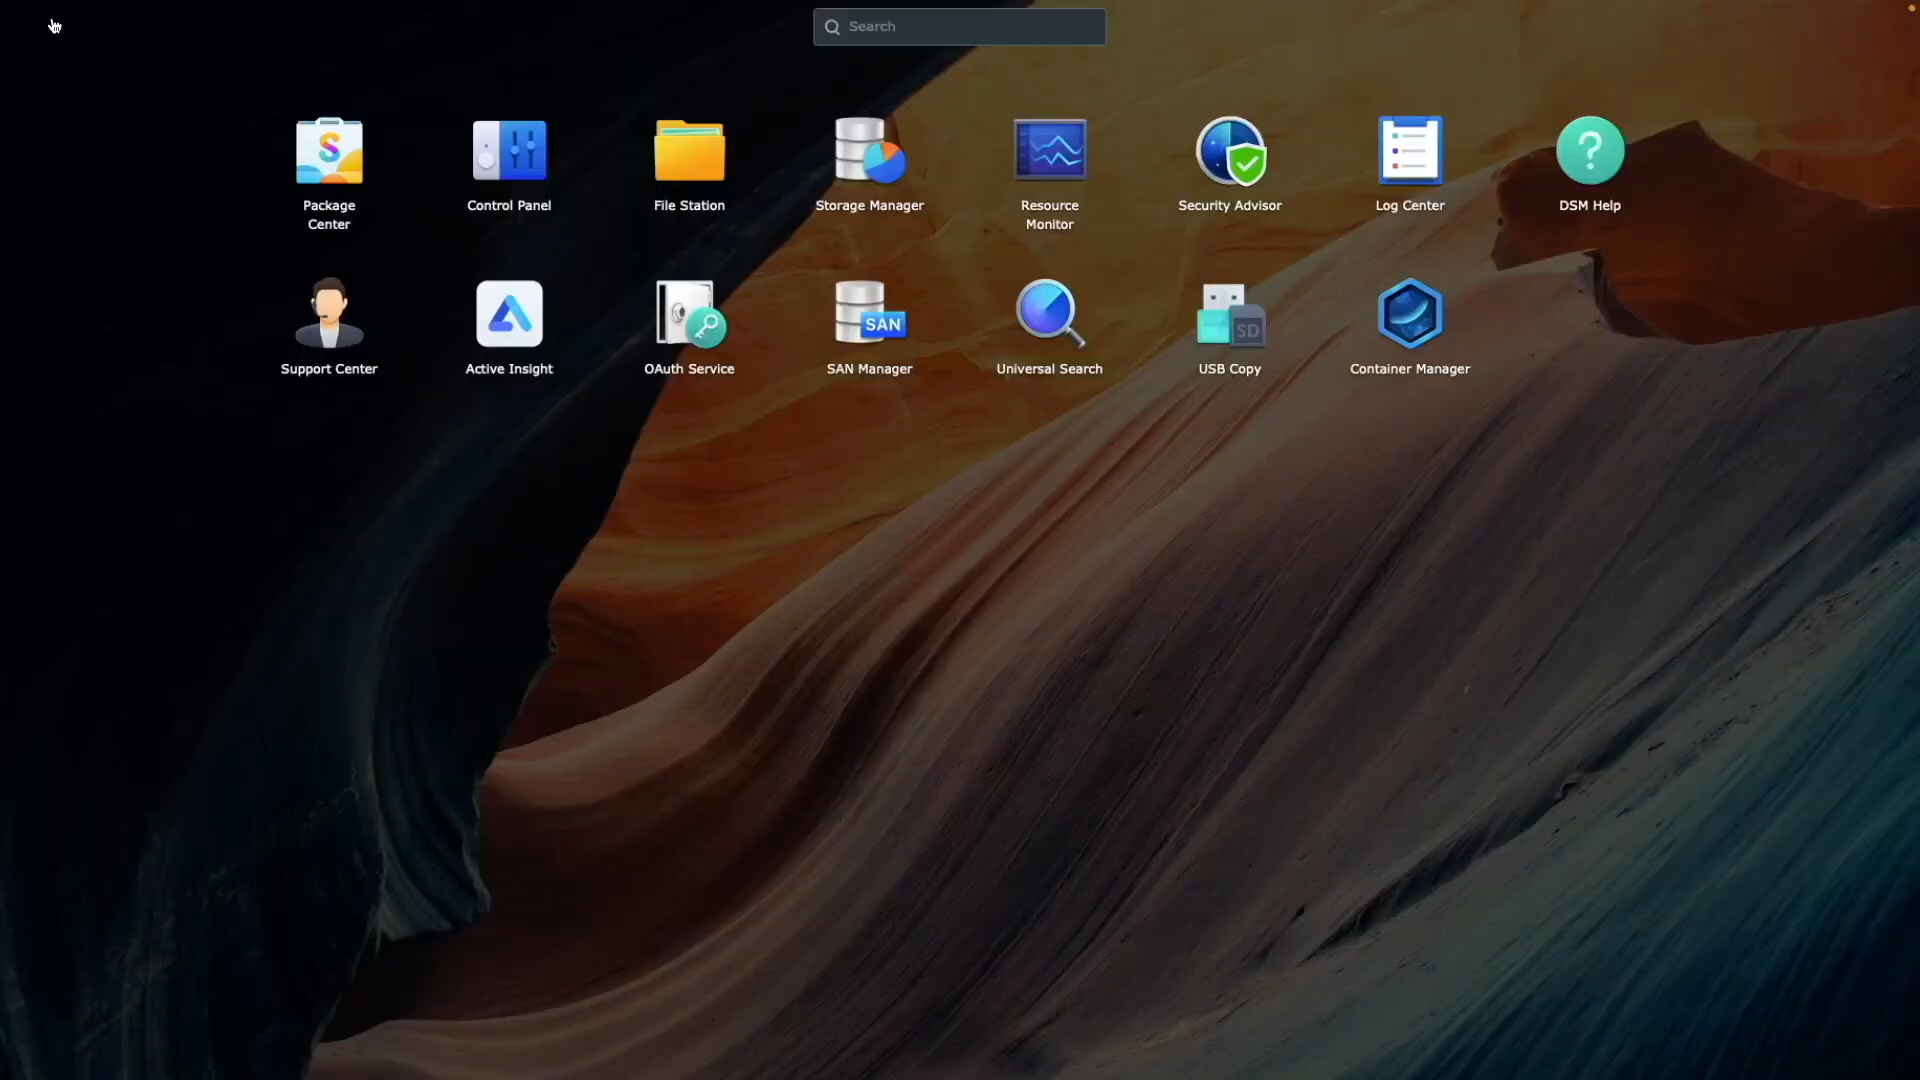 Search
Package
Center
Control Panel
File Station
Storage Manager
Resource
Monitor
Security Advisor
Log Center
DSM Help
Support Center
Active Insight
OAuth Service
SAN
SAN Manager
Universal Search
SD
USB Copy
Container Manager